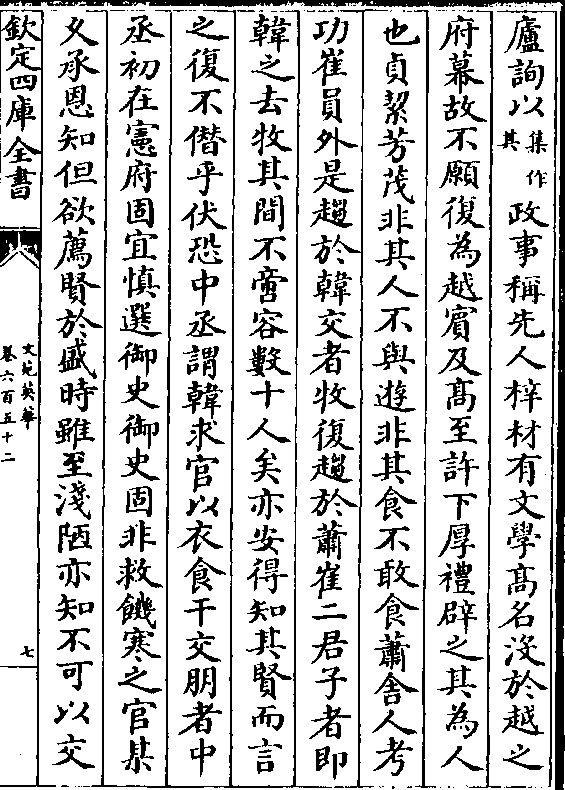 廬詢以集作其政事稱先人梓材有文學髙名沒於越之
府幕故不願復為越賔及髙至許下厚禮辟之其為人
也貞絜芳茂非其人不與遊非其食不敢食蕭舍人考
功崔員外是趨於韓交者牧復趨於蕭崔二君子者即
韓之去牧其間不啻容數十人矣亦安得知其賢而言
之復不僭乎伏恐中丞謂韓求官以衣食干交朋者中
丞初在憲府固宜慎選御史御史固非救饑寒之官某
乆承恩知但欲薦賢於盛時雖至淺陋亦知不可以交
欽定四庫全書
文苑英華
卷六百五十二
七